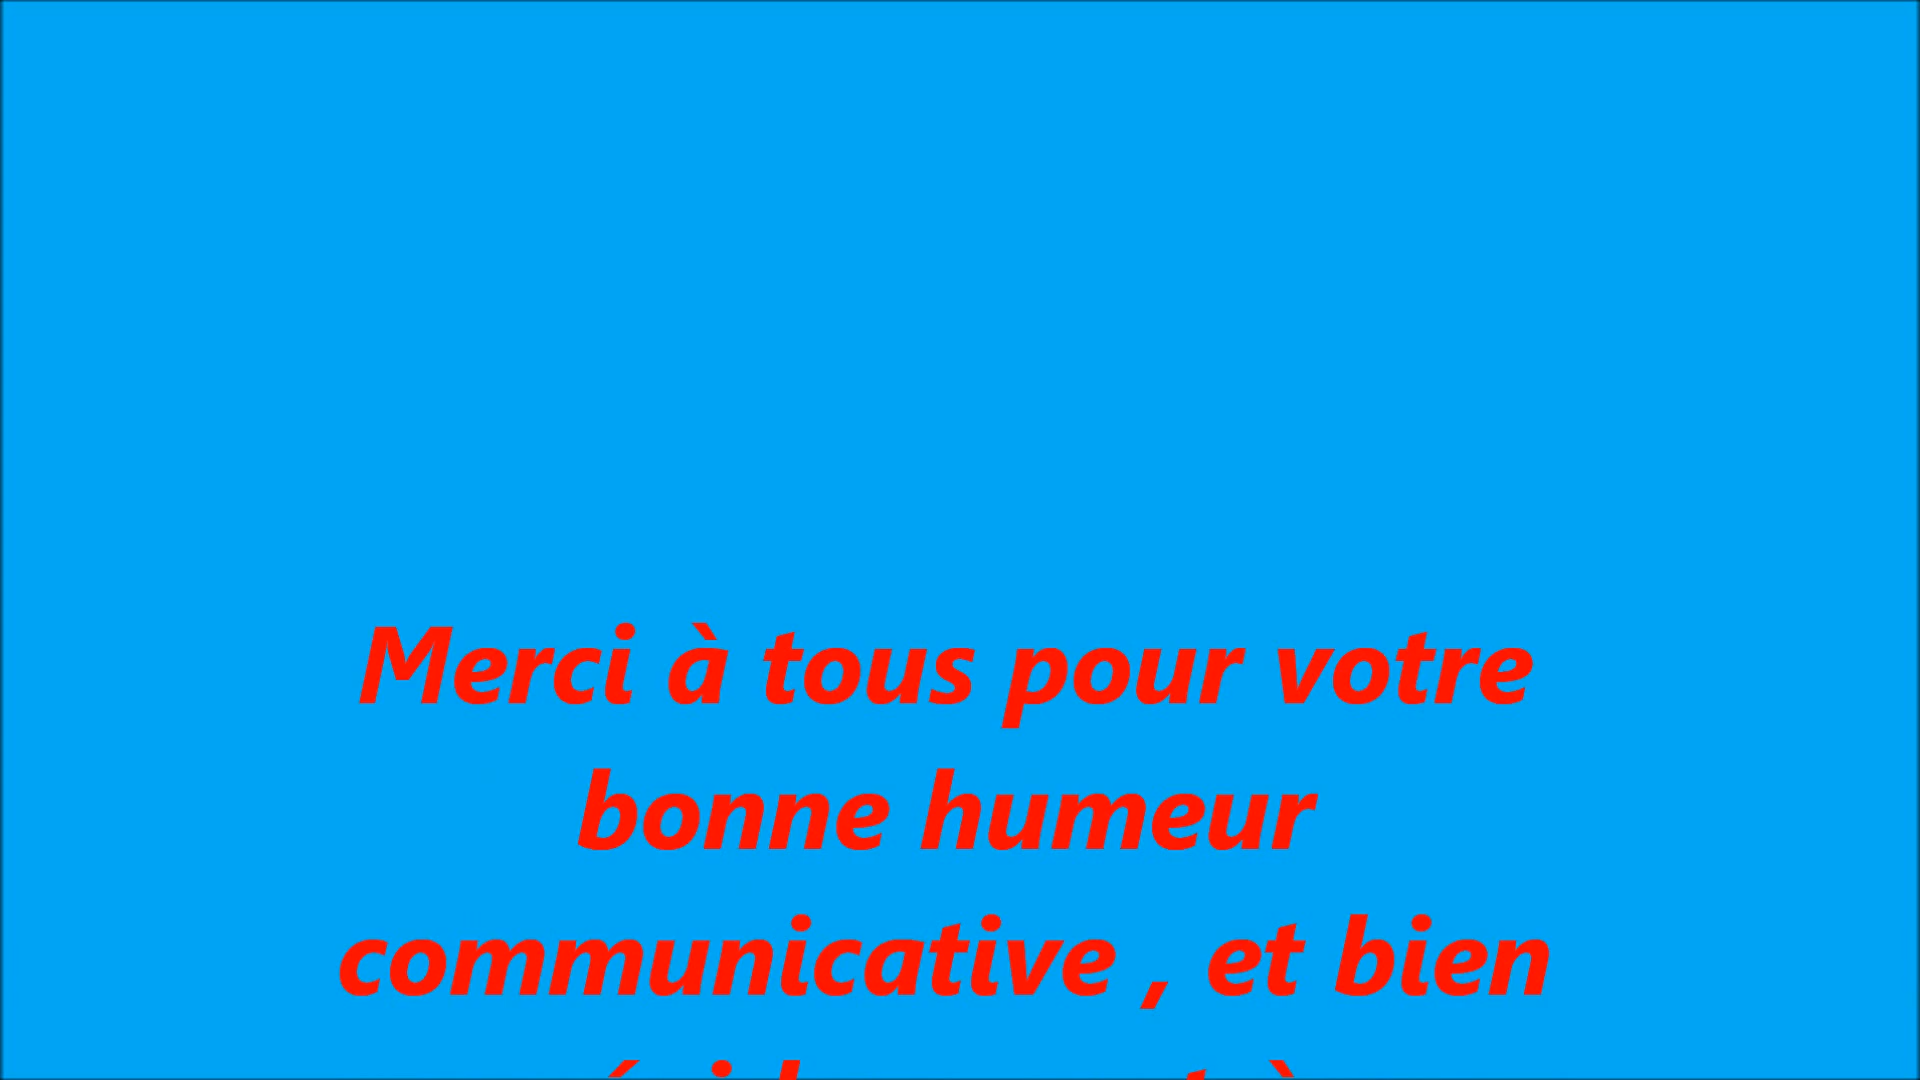 Merci à tous pour votre
bonne humeur
communicative , et bien